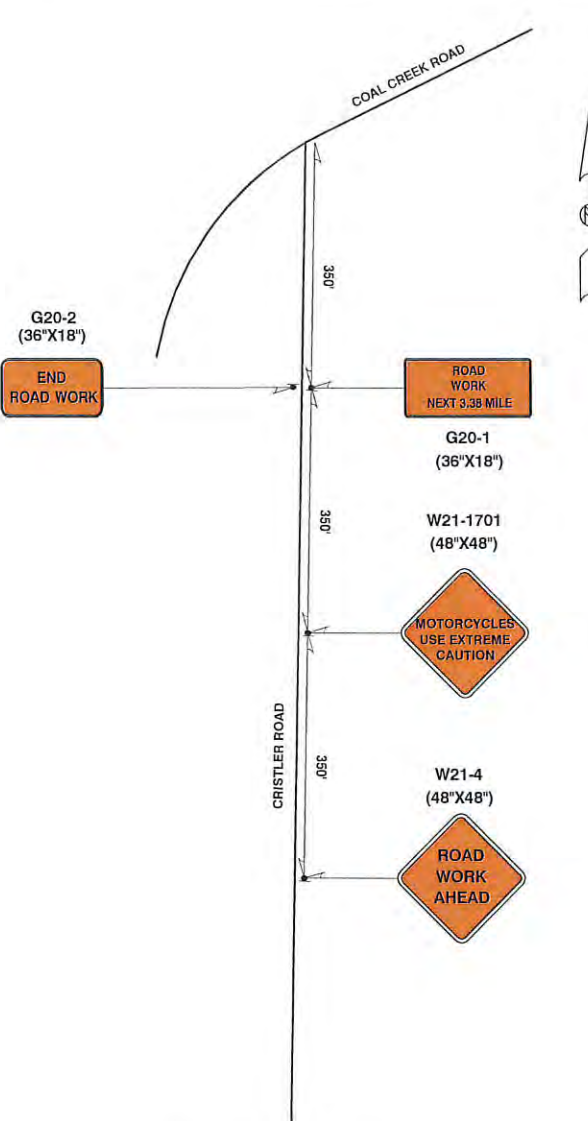 COAL CREEK ROAD
350'
G20-2
(36"X18")
END
ROAD WORK
ROAD
WORK
NEXT 3.38 MILE
G20-1
(36"X18")
350'
W21-1701
(48"X48")
MOTORCYCLES
USE EXTREME
CAUTION
CRISTLER ROAD
350'
W21-4
(48"X48")
ROAD
WORK
AHEAD